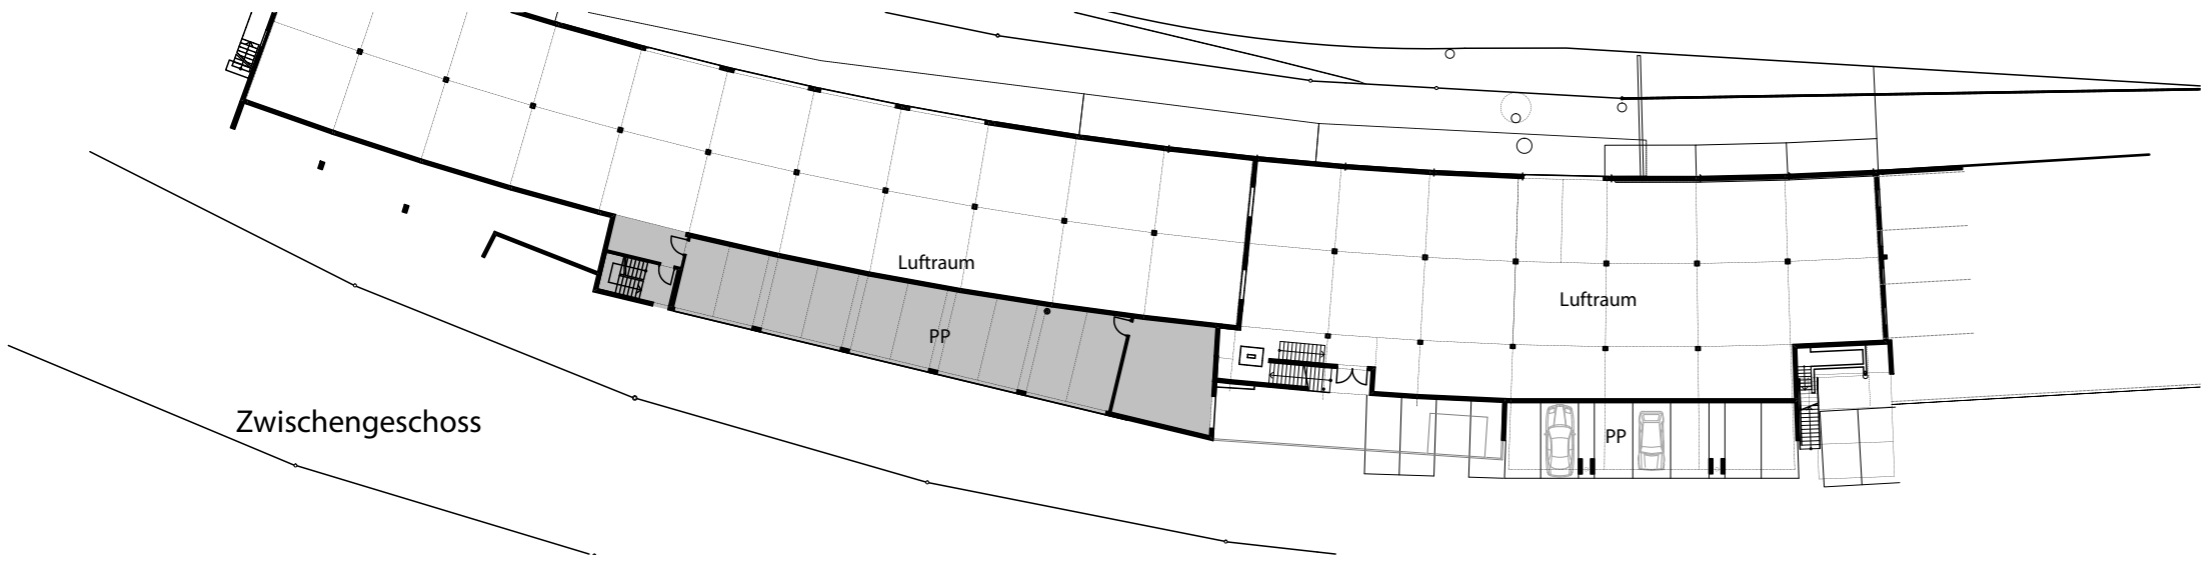 Luftraum
Luftraum
PP
Zwischengeschoss
PP